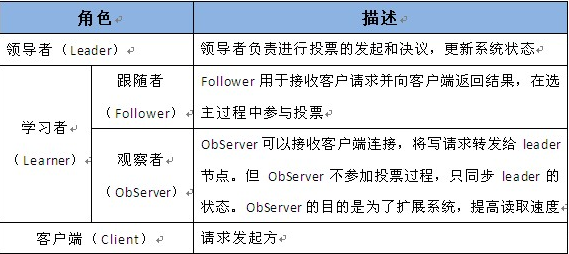 角色 描述
领导者（Leader） 领导者负责进行投票的发起和决议，更新系统状态
学习者
（Learner）
跟随者
（Follower）
Follower 用于接收客户请求并向客户端返回结果，在选
主过程中参与投票
观察者
（ObServer）
ObServer 可以接收客户端连接，将写请求转发给 leader
节点。但 ObServer 不参加投票过程，只同步 leader 的
状态。ObServer 的目的是为了扩展系统，提高读取速度
客户端（Client） 请求发起方